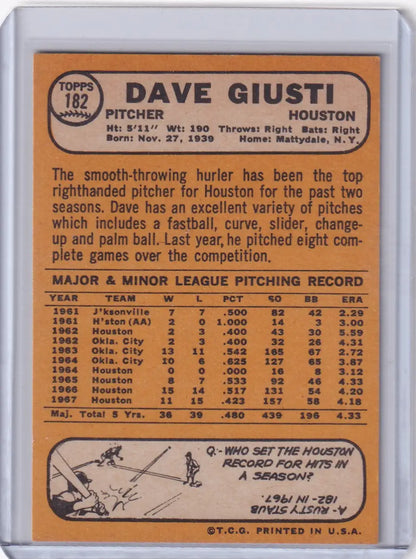 TOPPS
182
DAVE GIUSTI
PITCHER HOUSTON
Ht: 5'11" Wt: 190 Throws: Right Bats: Right
Born: Nov. 27, 1939 Home: Mattydale, N.Y.
The smooth-throwing hurler has been the top
righthanded pitcher for Houston for the past two
seasons. Dave has an excellent variety of pitches
which includes a fastball, curve, slider, change-
up and palm ball. Last year, he pitched eight com-
plete games over the competition.
MAJOR & MINOR LEAGUE PITCHING RECORD
YEAR TEAM W L PCT SO BB ERA
1961 J'ksonville 7 7 .500 82 42 2.29
1961 H'ston (AA) 2 0 1.000 14 3 3.00
1962 Houston 2 3 .400 43 30 5.59
1962 Okla. City 2 3 .400 32 26 4.31
1963 Okla. City 13 11 .542 165 67 2.72
1964 Okla. City 10 6 .625 127 65 3.87
1964 Houston 0 0 .000 16 8 3.12
1965 Houston 8 7 .533 92 46 4.33
1966 Houston 15 14 .517 131 54 4.20
1967 Houston 11 15 .423 157 58 4.18
Maj. Total 5 Yrs. 36 39 .480 439 196 4.33
Q.- WHO SET THE HOUSTON
RECORD FOR HITS IN
A SEASON?
A- RUSTY STAUB
182- IN 1967.
©T.C.G. PRINTED IN U.S.A.